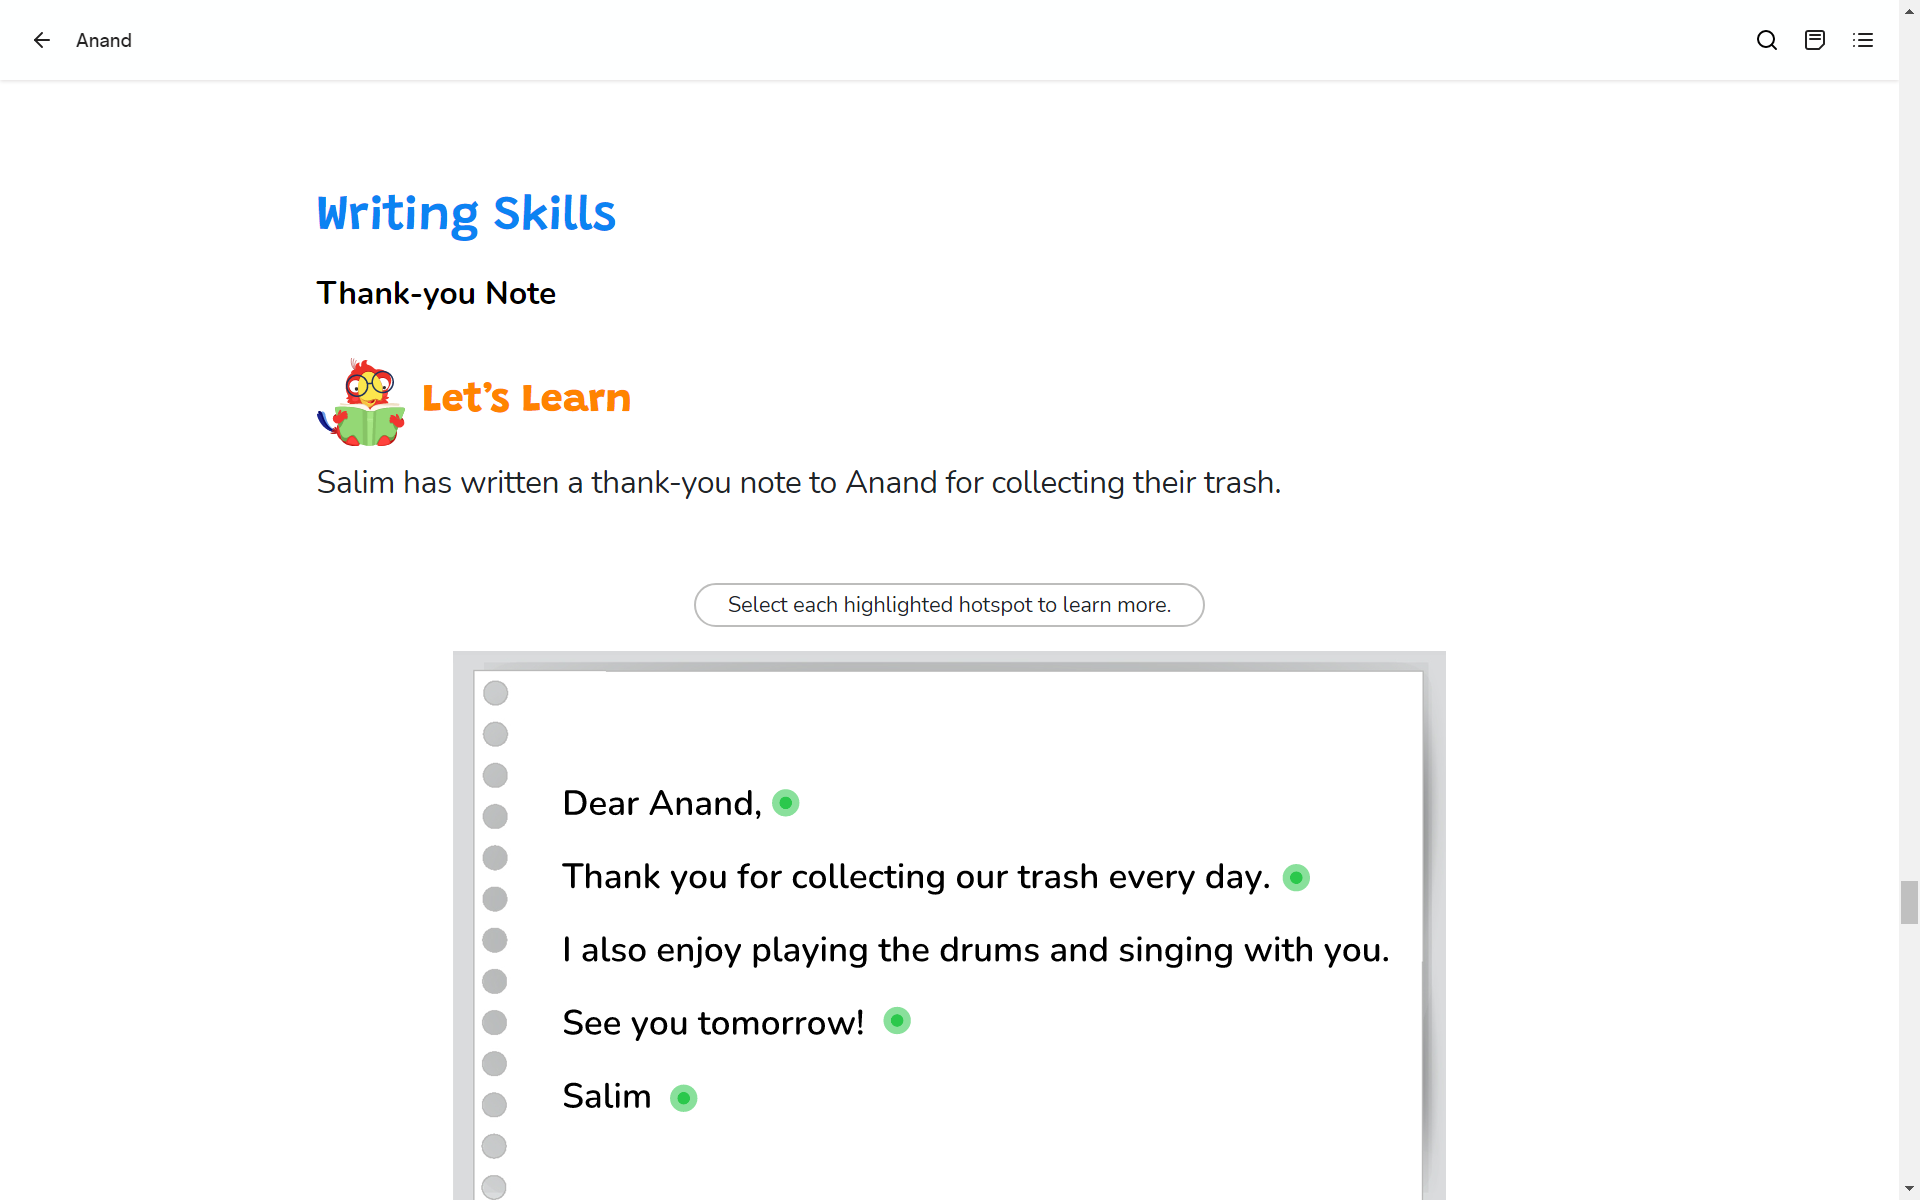 Anand
Writing Skills
Thank-you Note
Let's Learn
Salim has written a thank-you note to Anand for collecting their trash.
Select each highlighted hotspot to learn more.
Dear Anand,
Thank you for collecting our trash every day.
I also enjoy playing the drums and singing with you.
See you tomorrow!
Salim